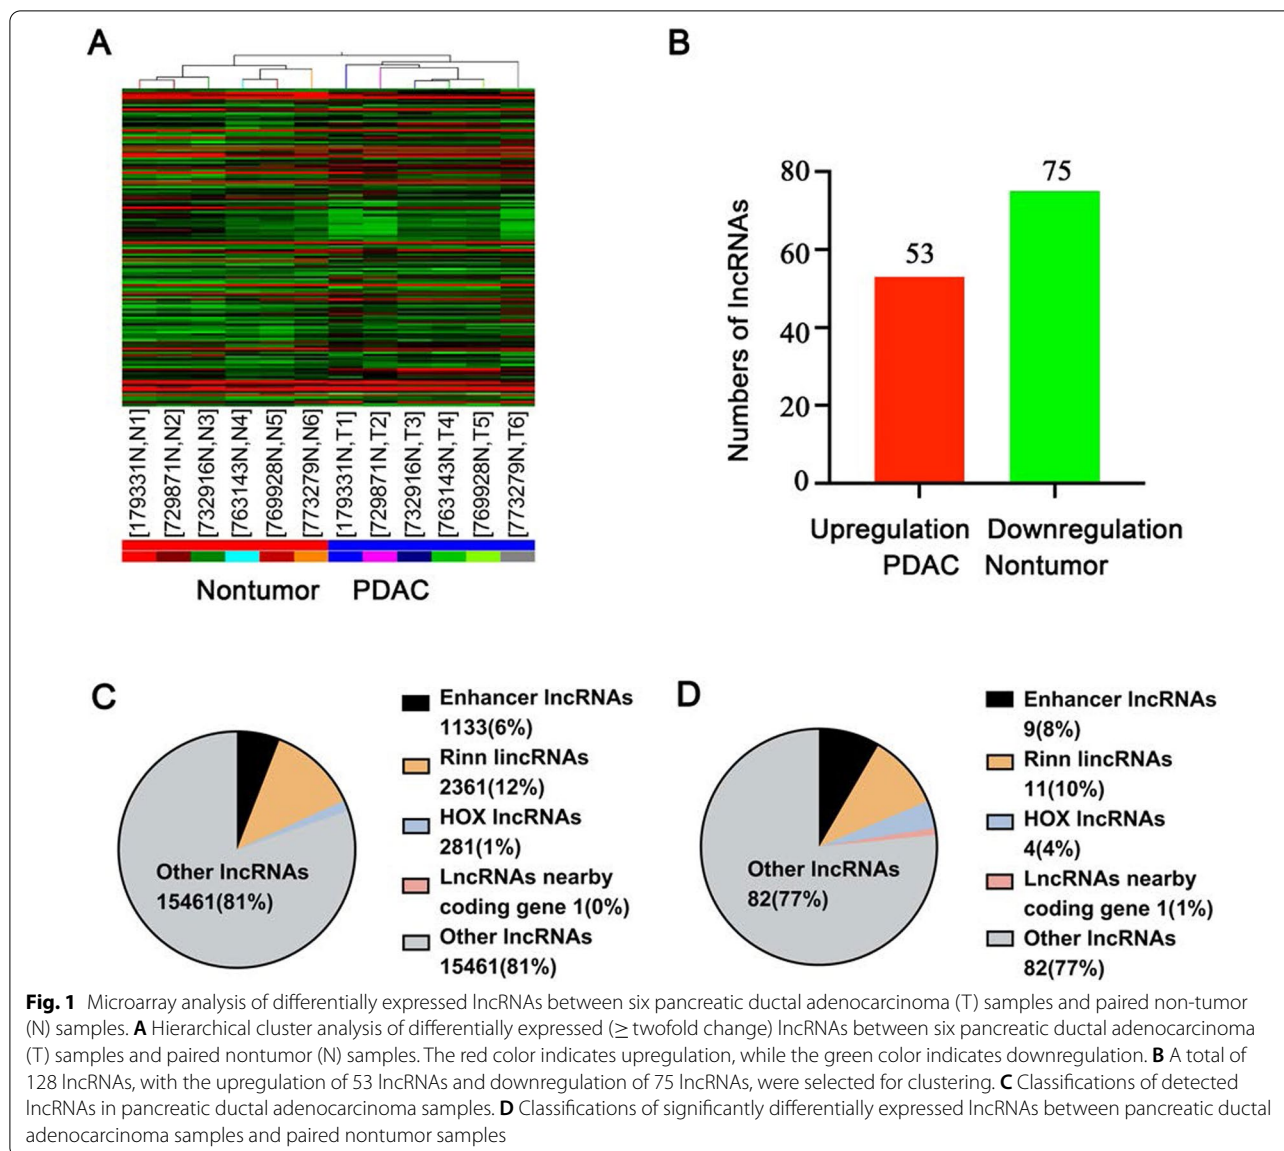 A
[179331N,N1]
[729871N,N2]
[732916N,N3]
[763143N,N4]
[769928N,N5]
[773279N,N6]
[179331N,T1]
[729871N,T2]
[732916N,T3]
[763143N,T4]
[769928N,T5]
[773279N,T6]
Nontumor PDAC
B
Numbers of lncRNAs
80
60
40
20
0
53
75
Upregulation Downregulation
PDAC Nontumor
C
Other lncRNAs
15461(81%)
Enhancer lncRNAs
1133(6%)
Rinn lincRNAs
2361(12%)
HOX lncRNAs
281(1%)
LncRNAs nearby
coding gene 1(0%)
Other lncRNAs
15461(81%)
D
Other lncRNAs
82(77%)
Enhancer lncRNAs
9(8%)
Rinn lincRNAs
11(10%)
HOX lncRNAs
4(4%)
LncRNAs nearby
coding gene 1(1%)
Other lncRNAs
82(77%)
Fig. 1 Microarray analysis of differentially expressed lncRNAs between six pancreatic ductal adenocarcinoma (T) samples and paired non-tumor
(N) samples. A Hierarchical cluster analysis of differentially expressed (≥ twofold change) lncRNAs between six pancreatic ductal adenocarcinoma
(T) samples and paired nontumor (N) samples. The red color indicates upregulation, while the green color indicates downregulation. B A total of
128 lncRNAs, with the upregulation of 53 lncRNAs and downregulation of 75 lncRNAs, were selected for clustering. C Classifications of detected
lncRNAs in pancreatic ductal adenocarcinoma samples. D Classifications of significantly differentially expressed lncRNAs between pancreatic ductal
adenocarcinoma samples and paired nontumor samples